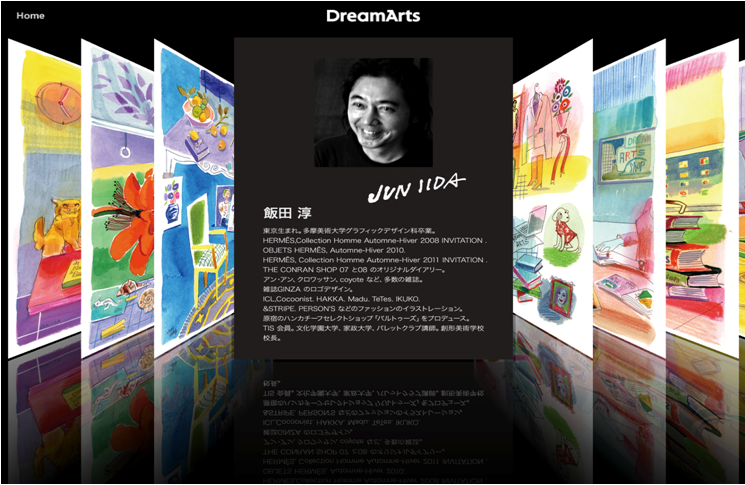 Home
DreamArts
JUN IIDA
飯田 淳
東京生まれ。多摩美術大学グラフィックデザイン科卒業。
HERMÈS,Collection Homme Automne-Hiver 2008 INVITATION .
OBJETS HERMÈS, Automne-Hiver 2010.
HERMÈS, Collection Homme Automne-Hiver 2011 INVITATION .
THE CONRAN SHOP 07 と08 のオリジナルダイアリー。
アン・アン、クロワッサン、coyote など、多数の雑誌。
雑誌GINZA のロゴデザイン。
ICL,Cocoonist. HAKKA. Madu. TeTes. IKUKO.
&STRIPE. PERSON'S などのファッションのイラストレーション。
原宿のハンカチーフセレクトショップ「パルトゥーズ」をプロデュース。
TIS 会員。文化学園大学、家政大学、パレットクラブ講師。創形美術学校
校長。